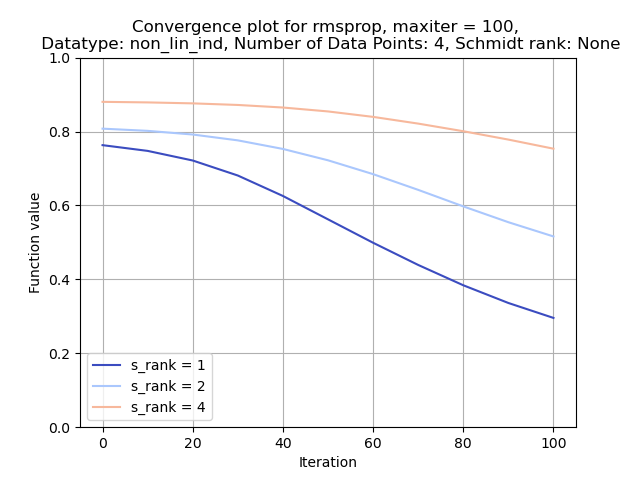 Convergence plot for rmsprop, maxiter = 100,
Datatype: non_lin_ind, Number of Data Points: 4, Schmidt rank: None
1.0
0.8
0.6
0.4
0.2
0.0
Function value
s_rank = 1
s_rank = 2
s_rank = 4
0 20 40 60 80 100
Iteration